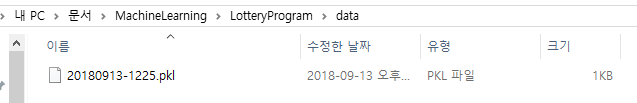 내 PC > 문서 > MachineLearning > LotteryProgram > data
이름 수정한 날짜 유형 크기
20180913-1225.pkl 2018-09-13 오후... PKL 파일 1KB